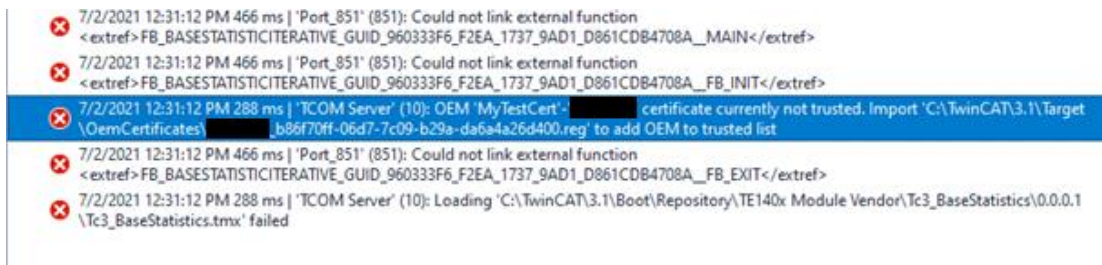 7/2/2021 12:31:12 PM 466 ms | 'Port_851' (851): Could not link external function
<extref>FB_BASESTATISTICITERATIVE_GUID_960333F6_F2EA_1737_9AD1_D861CDB4708A__MAIN</extref>
7/2/2021 12:31:12 PM 466 ms | 'Port_851' (851): Could not link external function
<extref>FB_BASESTATISTICITERATIVE_GUID_960333F6_F2EA_1737_9AD1_D861CDB4708A__FB_INIT</extref>
7/2/2021 12:31:12 PM 288 ms | 'TCOM Server' (10): OEM 'MyTestCert'-' certificate currently not trusted. Import 'C:\TwinCAT\3.1\Target
\OemCertificates\ _b86f70ff-06d7-7c09-b29a-da6a4a26d400.reg' to add OEM to trusted list
7/2/2021 12:31:12 PM 466 ms | 'Port_851' (851): Could not link external function
<extref>FB_BASESTATISTICITERATIVE_GUID_960333F6_F2EA_1737_9AD1_D861CDB4708A__FB_EXIT</extref>
7/2/2021 12:31:12 PM 288 ms | 'TCOM Server' (10): Loading 'C:\TwinCAT\3.1\Boot\Repository\TE140x Module Vendor\Tc3_BaseStatistics\0.0.0.1
\Tc3_BaseStatistics.tmx' failed